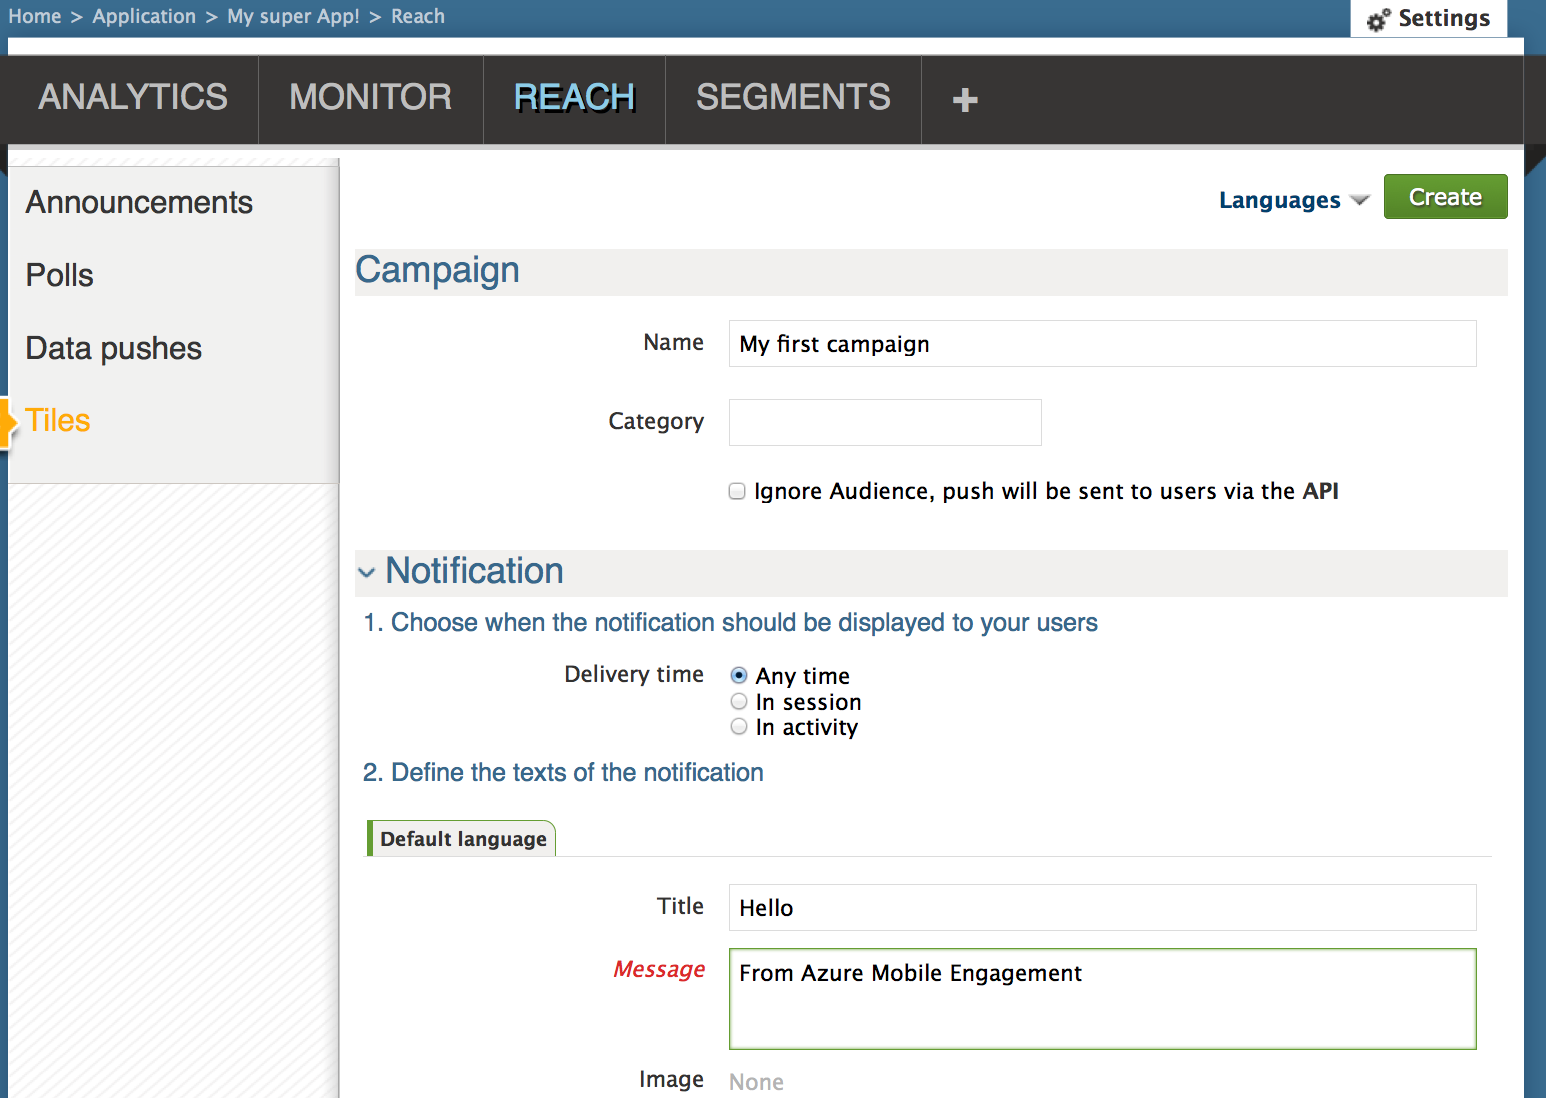 Home > Application > My super App! > Reach
Settings
ANALYTICS MONITOR REACH SEGMENTS +
Announcements
Polls
Data pushes
Tiles
Languages Create
Campaign
Name My first campaign
Category
Ignore Audience, push will be sent to users via the API
Notification
1. Choose when the notification should be displayed to your users
Delivery time Any time
In session
In activity
2. Define the texts of the notification
Default language
Title Hello
Message From Azure Mobile Engagement
Image None